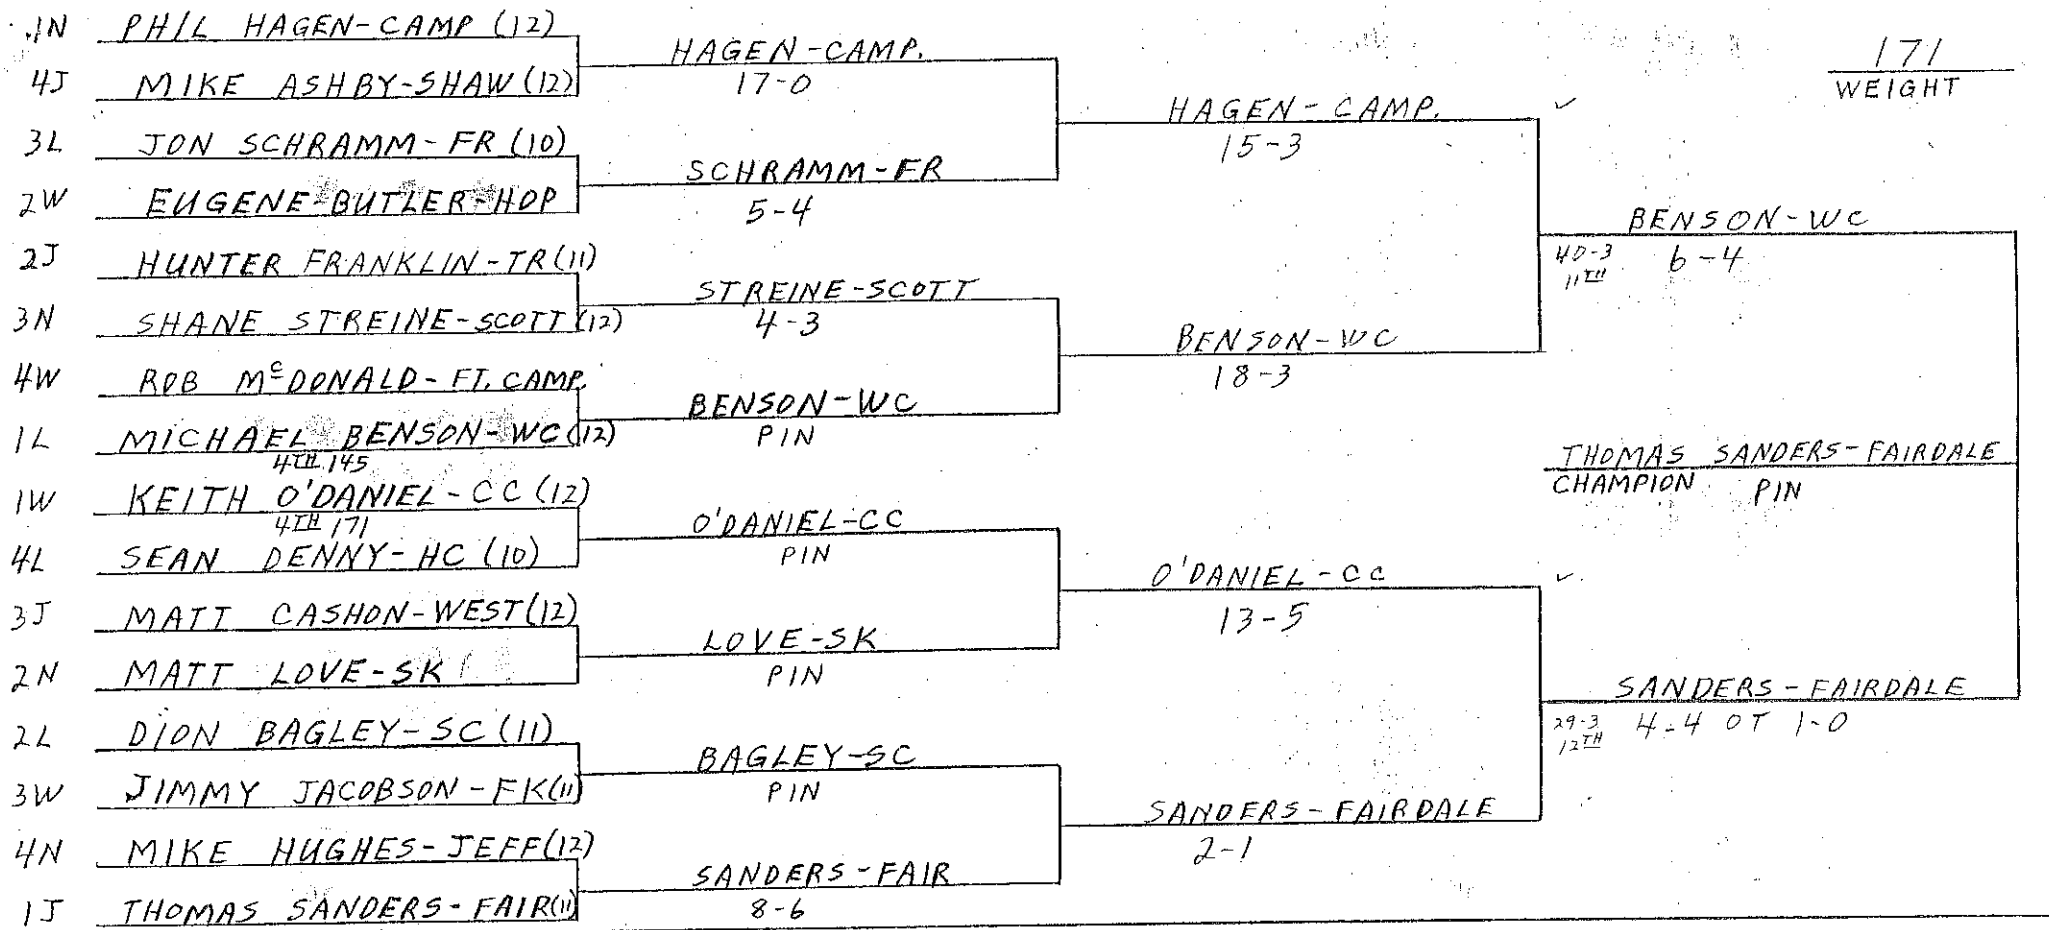 1N PHIL HAGEN-CAMP (12)
HAGEN-CAMP.
17-0
4J MIKE ASHBY-SHAW (12)
171
WEIGHT
HAGEN-CAMP.
15-3
3L JON SCHRAMM-FR (10)
SCHRAMM-FR
5-4
2W EUGENE BUTLER-HOP
BENSON-WC
40-3
11TH
6-4
2J HUNTER FRANKLIN-TR (11)
STREINE-SCOTT
4-3
3N SHANE STREINE-SCOTT (12)
BENSON-WC
18-3
4W ROB McDONALD-FT. CAMP.
BENSON-WC
PIN
1L MICHAEL BENSON-WC (12)
4TH 145
THOMAS SANDERS-FAIRDALE
CHAMPION PIN
1W KEITH O'DANIEL-CC (12)
4TH 171
O'DANIEL-CC
PIN
4L SEAN DENNY-HC (10)
O'DANIEL-CC
13-5
3J MATT CASHON-WEST (12)
LOVE-SK
PIN
2N MATT LOVE-SK
SANDERS-FAIRDALE
29-3
12TH
4-4 OT 1-0
2L DION BAGLEY-SC (11)
BAGLEY-SC
PIN
3W JIMMY JACOBSON-FK (11)
SANDERS-FAIRDALE
2-1
4N MIKE HUGHES-JEFF (12)
SANDERS-FAIR
8-6
1J THOMAS SANDERS-FAIR (11)